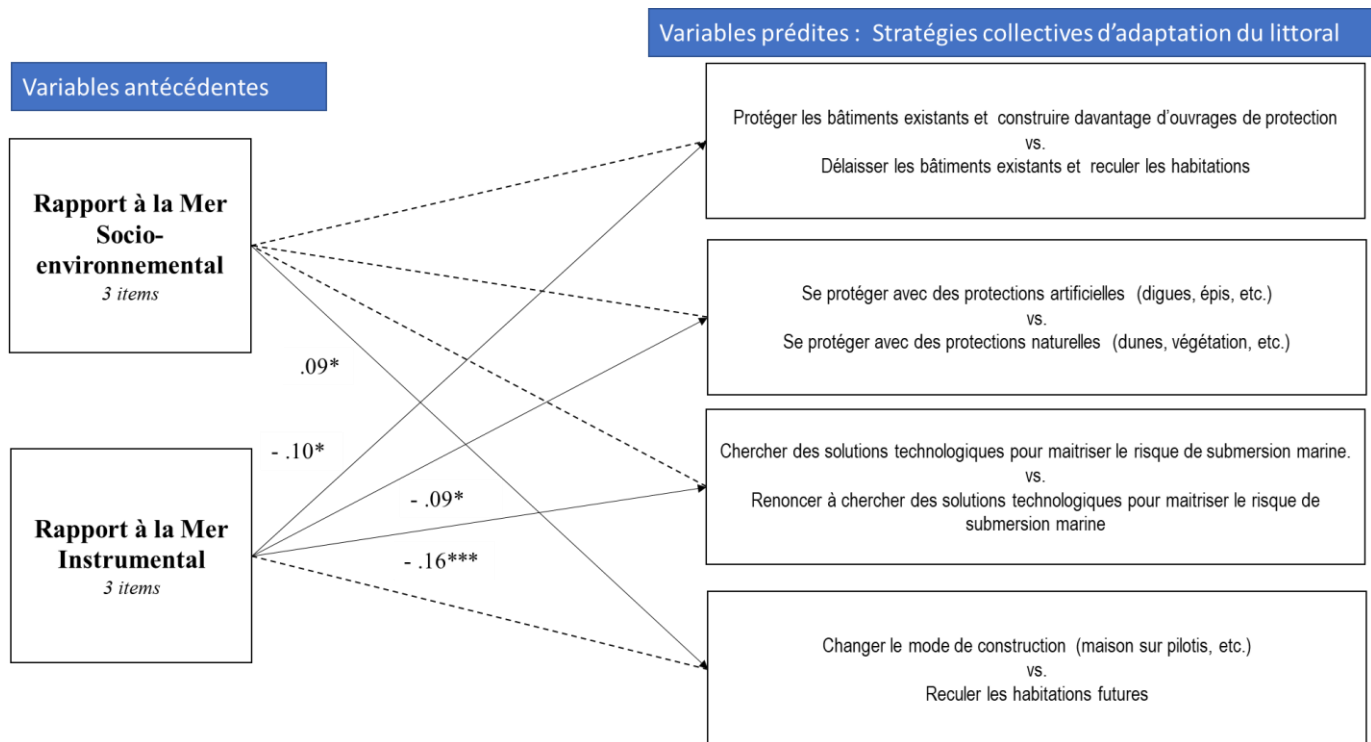 Variables prédites : Stratégies collectives d'adaptation du littoral
Variables antécédentes
Rapport à la Mer
Socio-
environnemental
3 items
Rapport à la Mer
Instrumental
3 items
.09*
- .10*
- .09*
- .16***
Protéger les bâtiments existants et construire davantage d'ouvrages de protection
vs.
Délaisser les bâtiments existants et reculer les habitations
Se protéger avec des protections artificielles (digues, épis, etc.)
vs.
Se protéger avec des protections naturelles (dunes, végétation, etc.)
Chercher des solutions technologiques pour maitriser le risque de submersion marine.
vs.
Renoncer à chercher des solutions technologiques pour maitriser le risque de
submersion marine
Changer le mode de construction (maison sur pilotis, etc.)
vs.
Reculer les habitations futures